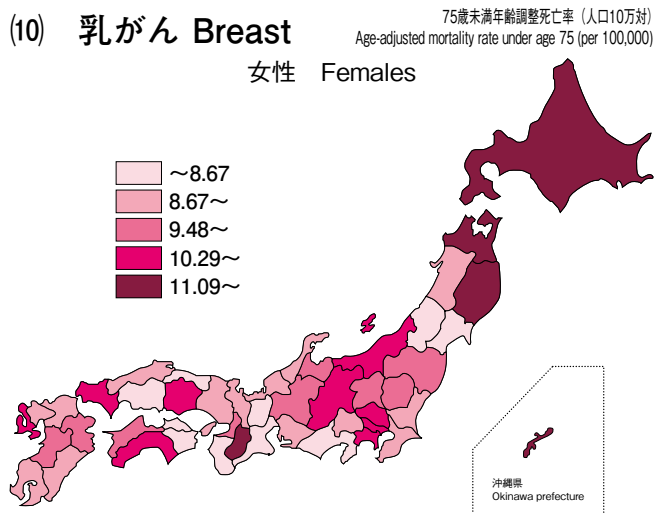 (10) 乳がん Breast
75歳未満年齢調整死亡率（人口10万対）
Age-adjusted mortality rate under age 75 (per 100,000)
女性 Females
～8.67
8.67～
9.48～
10.29～
11.09～
沖縄県
Okinawa prefecture